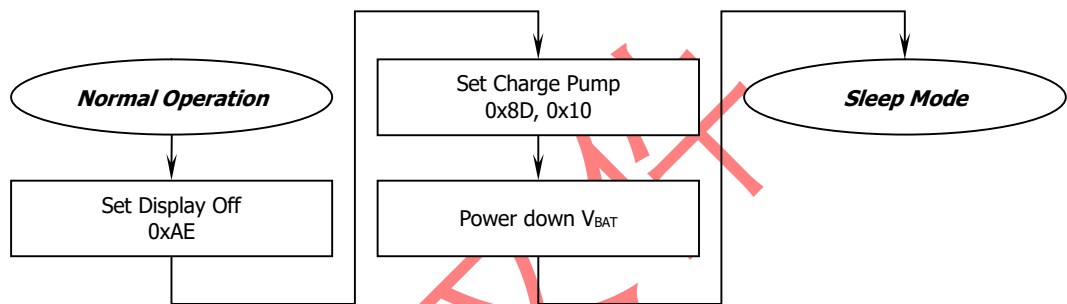 Normal Operation
Set Display Off
0xAE
Set Charge Pump
0x8D, 0x10
Power down VBAT
Sleep Mode